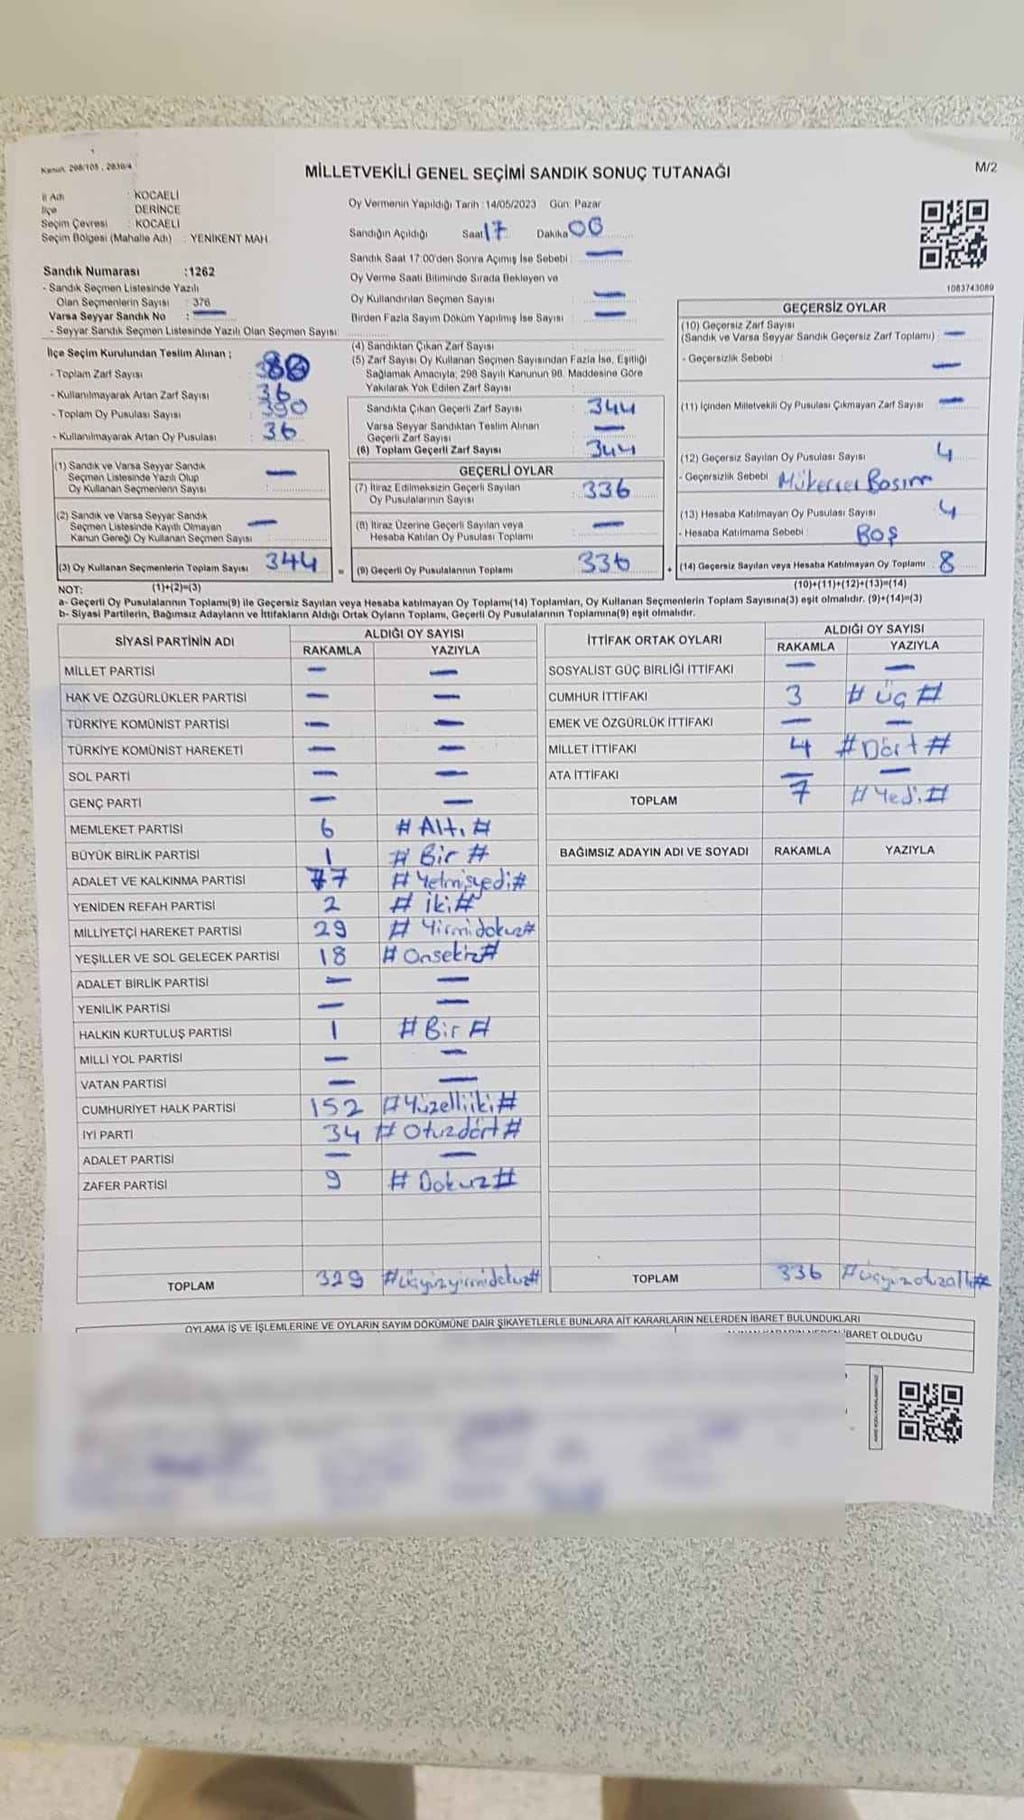 Kanun, 298/105 , 2839/4
MİLLETVEKİLİ GENEL SEÇİMİ SANDIK SONUÇ TUTANAĞI
M/2
İl Adı : KOCAELİ
İlçe : DERİNCE
Seçim Çevresi : KOCAELİ
Seçim Bölgesi (Mahalle Adı) : YENİKENT MAH
Oy Vermenin Yapıldığı Tarih :14/05/2023 Gün: Pazar
Sandığın Açıldığı Saat 17 Dakika 00
Sandık Saat 17:00'den Sonra Açımış İse Sebebi : —
Oy Verme Saati Bitiminde Sırada Bekleyen ve
Oy Kullandırılan Seçmen Sayısı : —
Birden Fazla Sayım Döküm Yapılmış İse Sayısı : —
1083743089
Sandık Numarası :1262
- Sandık Seçmen Listesinde Yazılı
Olan Seçmenlerin Sayısı : 376
Varsa Seyyar Sandık No : —
- Seyyar Sandık Seçmen Listesinde Yazılı Olan Seçmen Sayısı :
İlçe Seçim Kurulundan Teslim Alınan ;
- Toplam Zarf Sayısı :
- Kullanılmayarak Artan Zarf Sayısı : 36
- Toplam Oy Pusulası Sayısı : 390
- Kullanılmayarak Artan Oy Pusulası : 36
(1) Sandık ve Varsa Seyyar Sandık
Seçmen Listesinde Yazılı Olup
Oy Kullanan Seçmenlerin Sayısı : —
(2) Sandık ve Varsa Seyyar Sandık
Seçmen Listesinde Kayıtlı Olmayan
Kanun Gereği Oy Kullanan Seçmen Sayısı : —
(3) Oy Kullanan Seçmenlerin Toplam Sayısı : 344
(4) Sandıktan Çıkan Zarf Sayısı :
(5) Zarf Sayısı Oy Kullanan Seçmen Sayısından Fazla İse, Eşitliği
Sağlamak Amacıyla; 298 Sayılı Kanunun 98. Maddesine Göre
Yakılarak Yok Edilen Zarf Sayısı :
Sandıkta Çıkan Geçerli Zarf Sayısı : 344
Varsa Seyyar Sandıktan Teslim Alınan
Geçerli Zarf Sayısı : —
(6) Toplam Geçerli Zarf Sayısı : 344
GEÇERLİ OYLAR
(7) İtiraz Edilmeksizin Geçerli Sayılan
Oy Pusulalarının Sayısı : 336
(8) İtiraz Üzerine Geçerli Sayılan veya
Hesaba Katılan Oy Pusulası Toplamı : —
= (9) Geçerli Oy Pusulalarının Toplamı : 336
GEÇERSİZ OYLAR
(10) Geçersiz Zarf Sayısı
(Sandık ve Varsa Seyyar Sandık Geçersiz Zarf Toplamı) : —
- Geçersizlik Sebebi : —
(11) İçinden Milletvekili Oy Pusulası Çıkmayan Zarf Sayısı : —
(12) Geçersiz Sayılan Oy Pusulası Sayısı : 4
- Geçersizlik Sebebi : Mükerrer Basım
(13) Hesaba Katılmayan Oy Pusulası Sayısı : 4
- Hesaba Katılmama Sebebi : BOŞ
+ (14) Geçersiz Sayılan veya Hesaba Katılmayan Oy Toplamı : 8
NOT: (1)+(2)=(3)
(10)+(11)+(12)+(13)=(14)
a- Geçerli Oy Pusulalarının Toplamı(9) ile Geçersiz Sayılan veya Hesaba katılmayan Oy Toplamı(14) Toplamları, Oy Kullanan Seçmenlerin Toplam Sayısına(3) eşit olmalıdır. (9)+(14)=(3)
b- Siyasi Partilerin, Bağımsız Adayların ve İttifakların Aldığı Ortak Oyların Toplamı, Geçerli Oy Pusulalarının Toplamına(9) eşit olmalıdır.
SİYASİ PARTİNİN ADI ALDIĞI OY SAYISI
RAKAMLA YAZIYLA
MİLLET PARTİSİ — —
HAK VE ÖZGÜRLÜKLER PARTİSİ — —
TÜRKİYE KOMÜNİST PARTİSİ — —
TÜRKİYE KOMÜNİST HAREKETİ — —
SOL PARTİ — —
GENÇ PARTİ — —
MEMLEKET PARTİSİ 6 # Altı #
BÜYÜK BİRLİK PARTİSİ 1 # Bir #
ADALET VE KALKINMA PARTİSİ 77 # Yetmişyedi #
YENİDEN REFAH PARTİSİ 2 # İki #
MİLLİYETÇİ HAREKET PARTİSİ 29 # Yirmidokuz #
YEŞİLLER VE SOL GELECEK PARTİSİ 18 # Onsekiz #
ADALET BİRLİK PARTİSİ — —
YENİLİK PARTİSİ — —
HALKIN KURTULUŞ PARTİSİ 1 # Bir #
MİLLİ YOL PARTİSİ — —
VATAN PARTİSİ — —
CUMHURİYET HALK PARTİSİ 152 # Yüzelliiki #
İYİ PARTİ 34 # Otuzdört #
ADALET PARTİSİ — —
ZAFER PARTİSİ 9 # Dokuz #
TOPLAM 329 # Üçyüzyirmidokuz #
İTTİFAK ORTAK OYLARI ALDIĞI OY SAYISI
RAKAMLA YAZIYLA
SOSYALİST GÜÇ BİRLİĞİ İTTİFAKI — —
CUMHUR İTTİFAKI 3 # Üç #
EMEK VE ÖZGÜRLÜK İTTİFAKI — —
MİLLET İTTİFAKI 4 # Dört #
ATA İTTİFAKI — —
TOPLAM 7 # Yedi #
BAĞIMSIZ ADAYIN ADI VE SOYADI RAKAMLA YAZIYLA
TOPLAM 336 # Üçyüzotuzaltı #
OYLAMA İŞ VE İŞLEMLERİNE VE OYLARIN SAYIM DÖKÜMÜNE DAİR ŞİKAYETLERLE BUNLARA AİT KARARLARIN NELERDEN İBARET BULUNDUKLARI
İBARET OLDUĞU